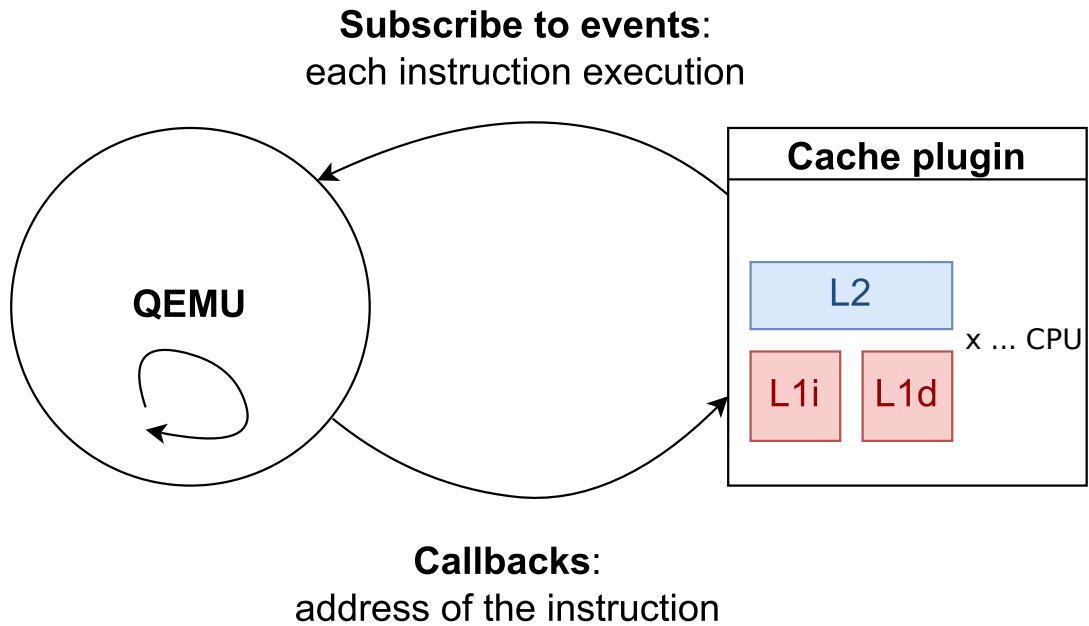 Subscribe to events:
each instruction execution
Cache plugin
QEMU
L2
x ... CPU
L1i
L1d
Callbacks:
address of the instruction